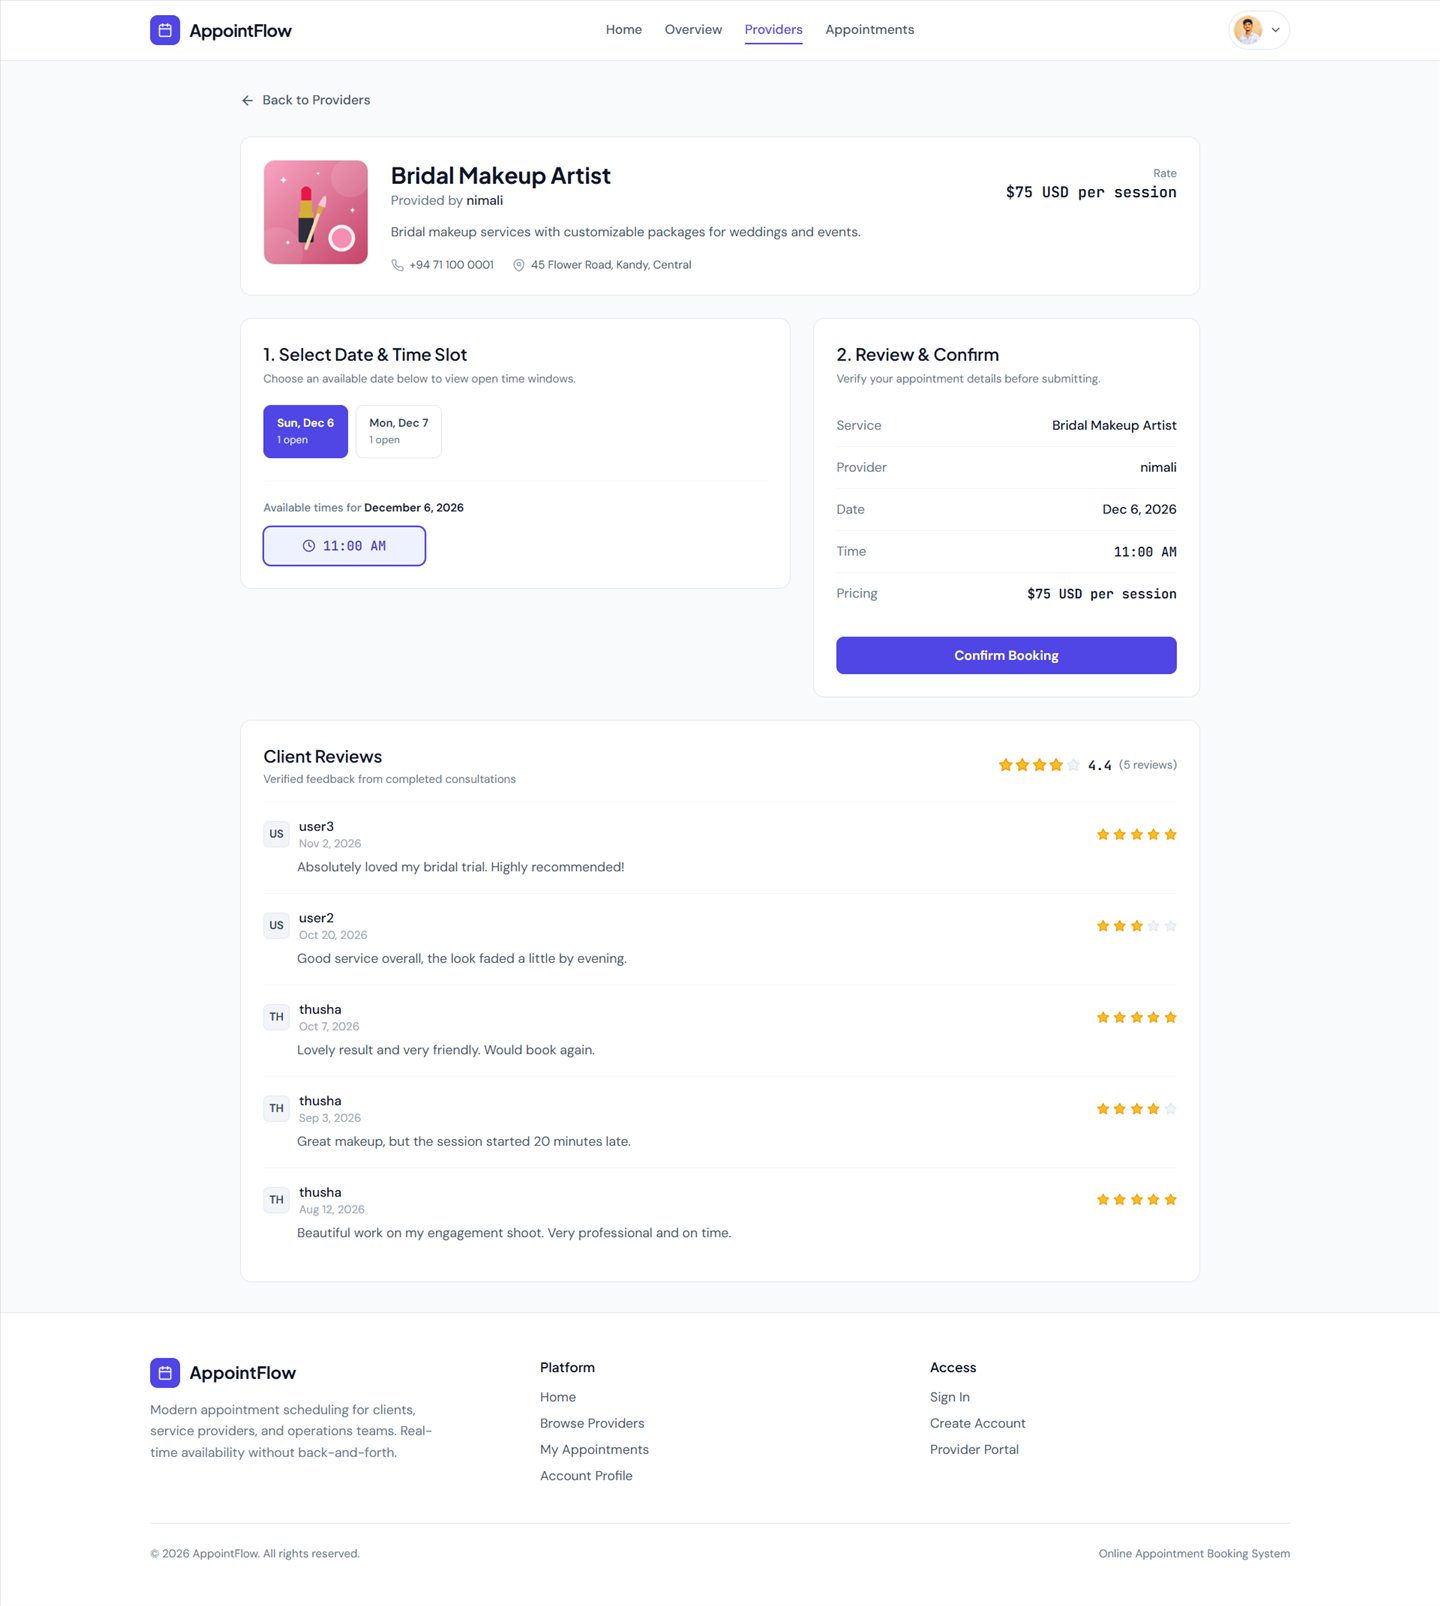 AppointFlow
Home
Overview
Providers
Appointments
Back to Providers
Bridal Makeup Artist
Provided by nimali
Bridal makeup services with customizable packages for weddings and events.
+94 71 100 0001
45 Flower Road, Kandy, Central
Rate
$75 USD per session
1. Select Date & Time Slot
Choose an available date below to view open time windows.
Sun, Dec 6
1 open
Mon, Dec 7
1 open
Available times for December 6, 2026
11:00 AM
2. Review & Confirm
Verify your appointment details before submitting.
Service
Bridal Makeup Artist
Provider
nimali
Date
Dec 6, 2026
Time
11:00 AM
Pricing
$75 USD per session
Confirm Booking
Client Reviews
Verified feedback from completed consultations
4.4 (5 reviews)
US
user3
Nov 2, 2026
Absolutely loved my bridal trial. Highly recommended!
US
user2
Oct 20, 2026
Good service overall, the look faded a little by evening.
TH
thusha
Oct 7, 2026
Lovely result and very friendly. Would book again.
TH
thusha
Sep 3, 2026
Great makeup, but the session started 20 minutes late.
TH
thusha
Aug 12, 2026
Beautiful work on my engagement shoot. Very professional and on time.
AppointFlow
Modern appointment scheduling for clients,
service providers, and operations teams. Real-
time availability without back-and-forth.
Platform
Home
Browse Providers
My Appointments
Account Profile
Access
Sign In
Create Account
Provider Portal
© 2026 AppointFlow. All rights reserved.
Online Appointment Booking System